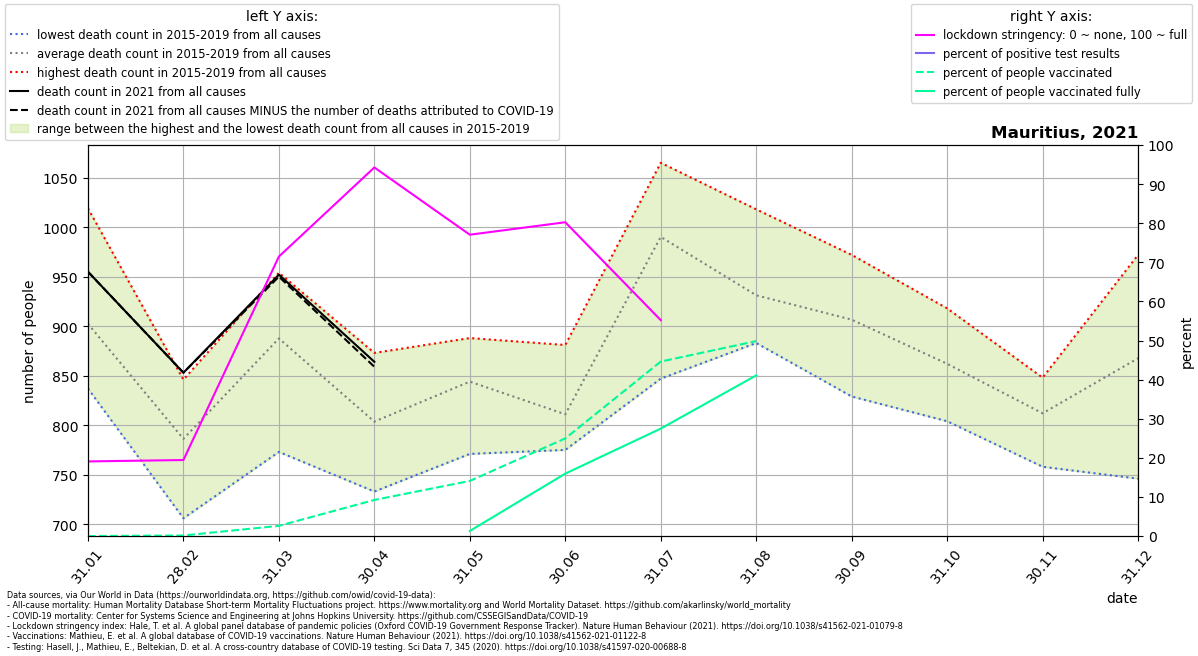 left Y axis:
lowest death count in 2015-2019 from all causes
average death count in 2015-2019 from all causes
highest death count in 2015-2019 from all causes
death count in 2021 from all causes
death count in 2021 from all causes MINUS the number of deaths attributed to COVID-19
range between the highest and the lowest death count from all causes in 2015-2019
right Y axis:
lockdown stringency: 0 ~ none, 100 ~ full
percent of positive test results
percent of people vaccinated
percent of people vaccinated fully
Mauritius, 2021
number of people
1050
1000
950
900
850
800
750
700
100
90
80
70
60
50
40
30
20
10
0
percent
31.01
28.02
31.03
30.04
31.05
30.06
31.07
31.08
30.09
31.10
30.11
31.12
date
Data sources, via Our World in Data (https://ourworldindata.org, https://github.com/owid/covid-19-data):
- All-cause mortality: Human Mortality Database Short-term Mortality Fluctuations project. https://www.mortality.org and World Mortality Dataset. https://github.com/akarlinsky/world_mortality
- COVID-19 mortality: Center for Systems Science and Engineering at Johns Hopkins University. https://github.com/CSSEGISandData/COVID-19
- Lockdown stringency index: Hale, T. et al. A global panel database of pandemic policies (Oxford COVID-19 Government Response Tracker). Nature Human Behaviour (2021). https://doi.org/10.1038/s41562-021-01079-8
- Vaccinations: Mathieu, E. et al. A global database of COVID-19 vaccinations. Nature Human Behaviour (2021). https://doi.org/10.1038/s41562-021-01122-8
- Testing: Hasell, J., Mathieu, E., Beltekian, D. et al. A cross-country database of COVID-19 testing. Sci Data 7, 345 (2020). https://doi.org/10.1038/s41597-020-00688-8